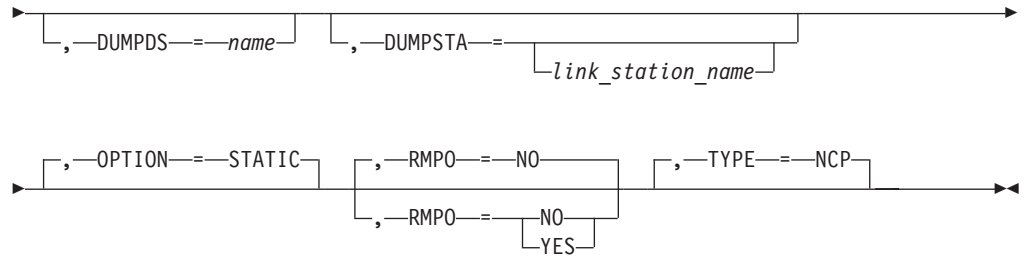 ,—DUMPDS—=—name ,—DUMPSTA—=
link_station_name
,—OPTION—=—STATIC ,—RMPO—=—NO ,—TYPE—=—NCP
,—RMPO—=—NO
YES